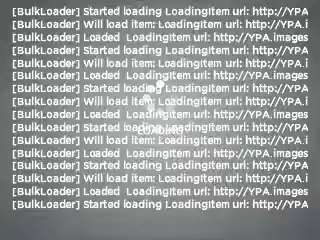 [BulkLoader] Started loading LoadingItem url: http://YPA
[BulkLoader] Will load item: LoadingItem url: http://YPA.i
[BulkLoader] Loaded  LoadingItem url: http://YPA.images
[BulkLoader] Started loading LoadingItem url: http://YPA
[BulkLoader] Will load item: LoadingItem url: http://YPA.i
[BulkLoader] Loaded  LoadingItem url: http://YPA.images
[BulkLoader] Started loading LoadingItem url: http://YPA
[BulkLoader] Will load item: LoadingItem url: http://YPA.i
[BulkLoader] Loaded  LoadingItem url: http://YPA.images
[BulkLoader] Started loading LoadingItem url: http://YPA
[BulkLoader] Will load item: LoadingItem url: http://YPA.i
[BulkLoader] Loaded  LoadingItem url: http://YPA.images
[BulkLoader] Started loading LoadingItem url: http://YPA
[BulkLoader] Will load item: LoadingItem url: http://YPA.i
[BulkLoader] Loaded  LoadingItem url: http://YPA.images
[BulkLoader] Started loading LoadingItem url: http://YPA